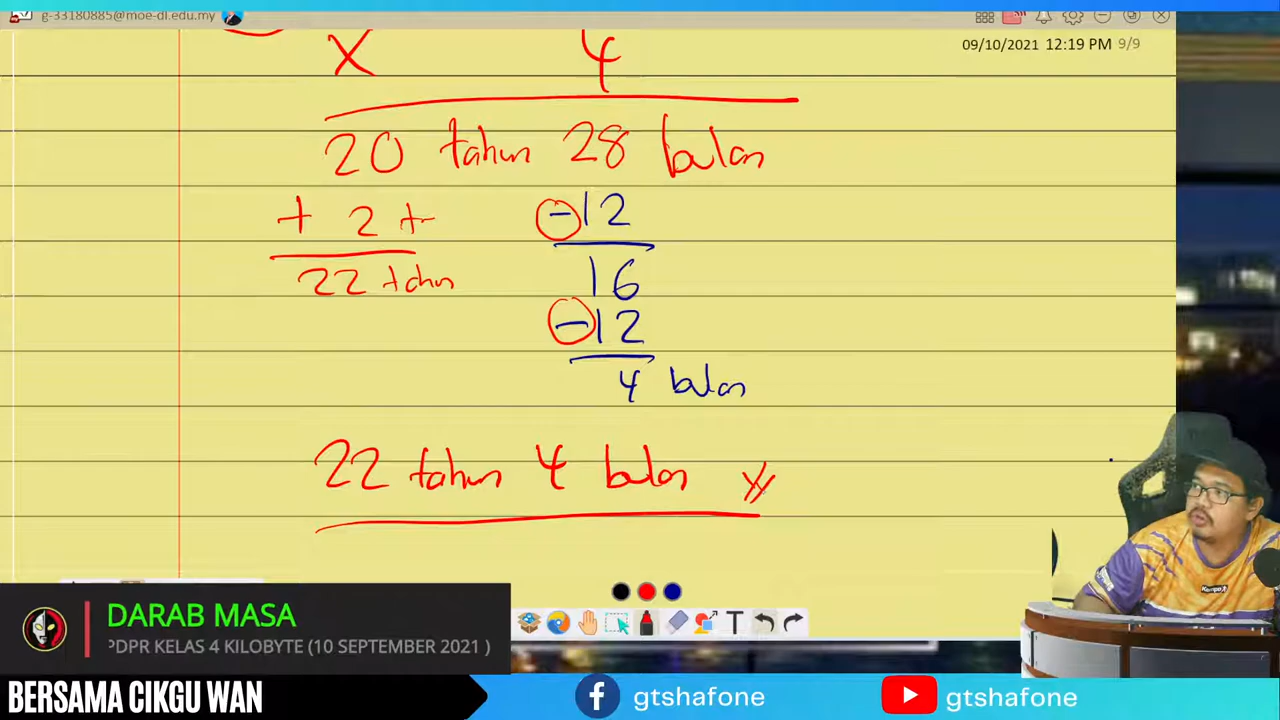 g-33180885@moe-dl.edu.my
09/10/2021 12:19 PM 9/9
X 4
20 tahun 28 bulan
+ 2 t
-12
22 tahun
16
-12
4 bulan
22 tahun 4 bulan
T
DARAB MASA
PDPR KELAS 4 KILOBYTE (10 SEPTEMBER 2021 )
BERSAMA CIKGU WAN
gtshafone
gtshafone